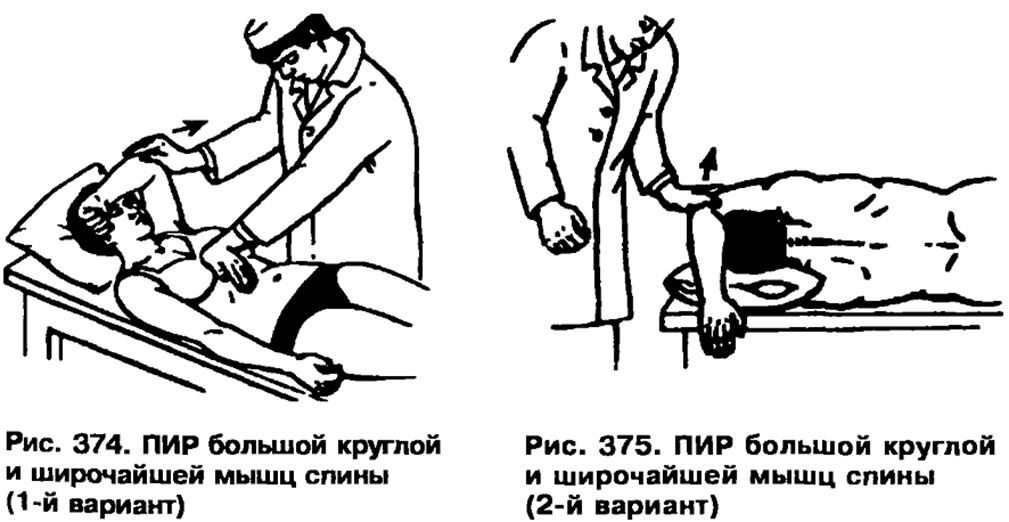 Рис. 374. ПИР большой круглой
и широчайшей мышц спины
(1-й вариант)
Рис. 375. ПИР большой круглой
и широчайшей мышц спины
(2-й вариант)